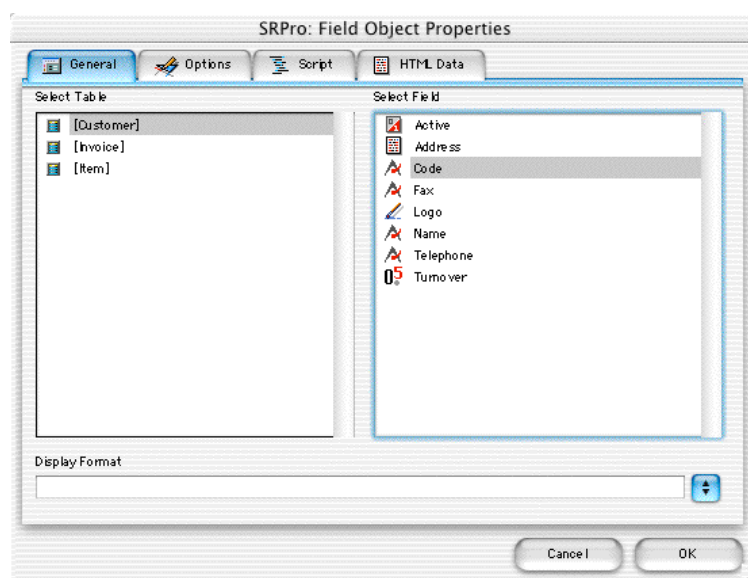 SRPro: Field Object Properties
General Options Script HTML Data
Select Table Select Field
[Customer] Active
[Invoice] Address
[Item] Code
Fax
Logo
Name
Telephone
05 Turnover
Display Format
Cancel OK